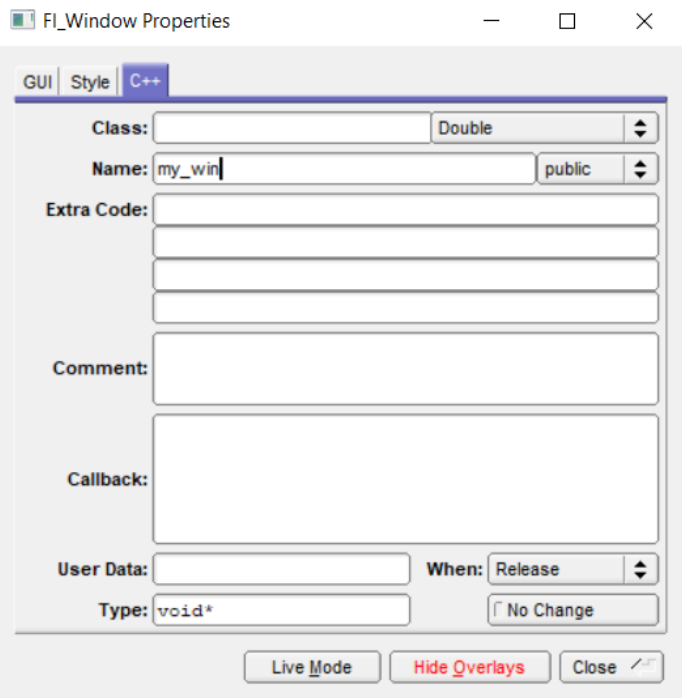 Fl_Window Properties
GUI Style C++
Class: Double
Name: my_win public
Extra Code:
Comment:
Callback:
User Data: When: Release
Type: void* No Change
Live Mode Hide Overlays Close